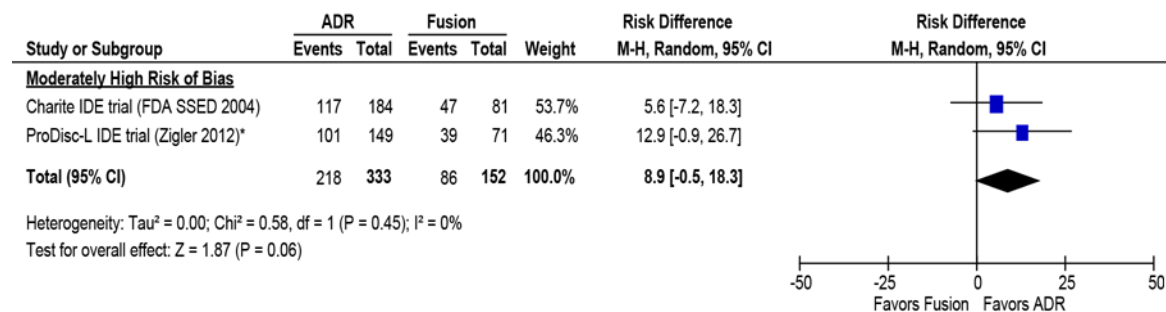 ADR Fusion Risk Difference Risk Difference
Study or Subgroup Events Total Events Total Weight M-H, Random, 95% CI M-H, Random, 95% CI
Moderately High Risk of Bias
Charite IDE trial (FDA SSED 2004) 117 184 47 81 53.7% 5.6 [-7.2, 18.3]
ProDisc-L IDE trial (Zigler 2012)* 101 149 39 71 46.3% 12.9 [-0.9, 26.7]
Total (95% CI) 218 333 86 152 100.0% 8.9 [-0.5, 18.3]
Heterogeneity: Tau² = 0.00; Chi² = 0.58, df = 1 (P = 0.45); I² = 0%
Test for overall effect: Z = 1.87 (P = 0.06)
-50 -25 0 25 50
Favors Fusion Favors ADR